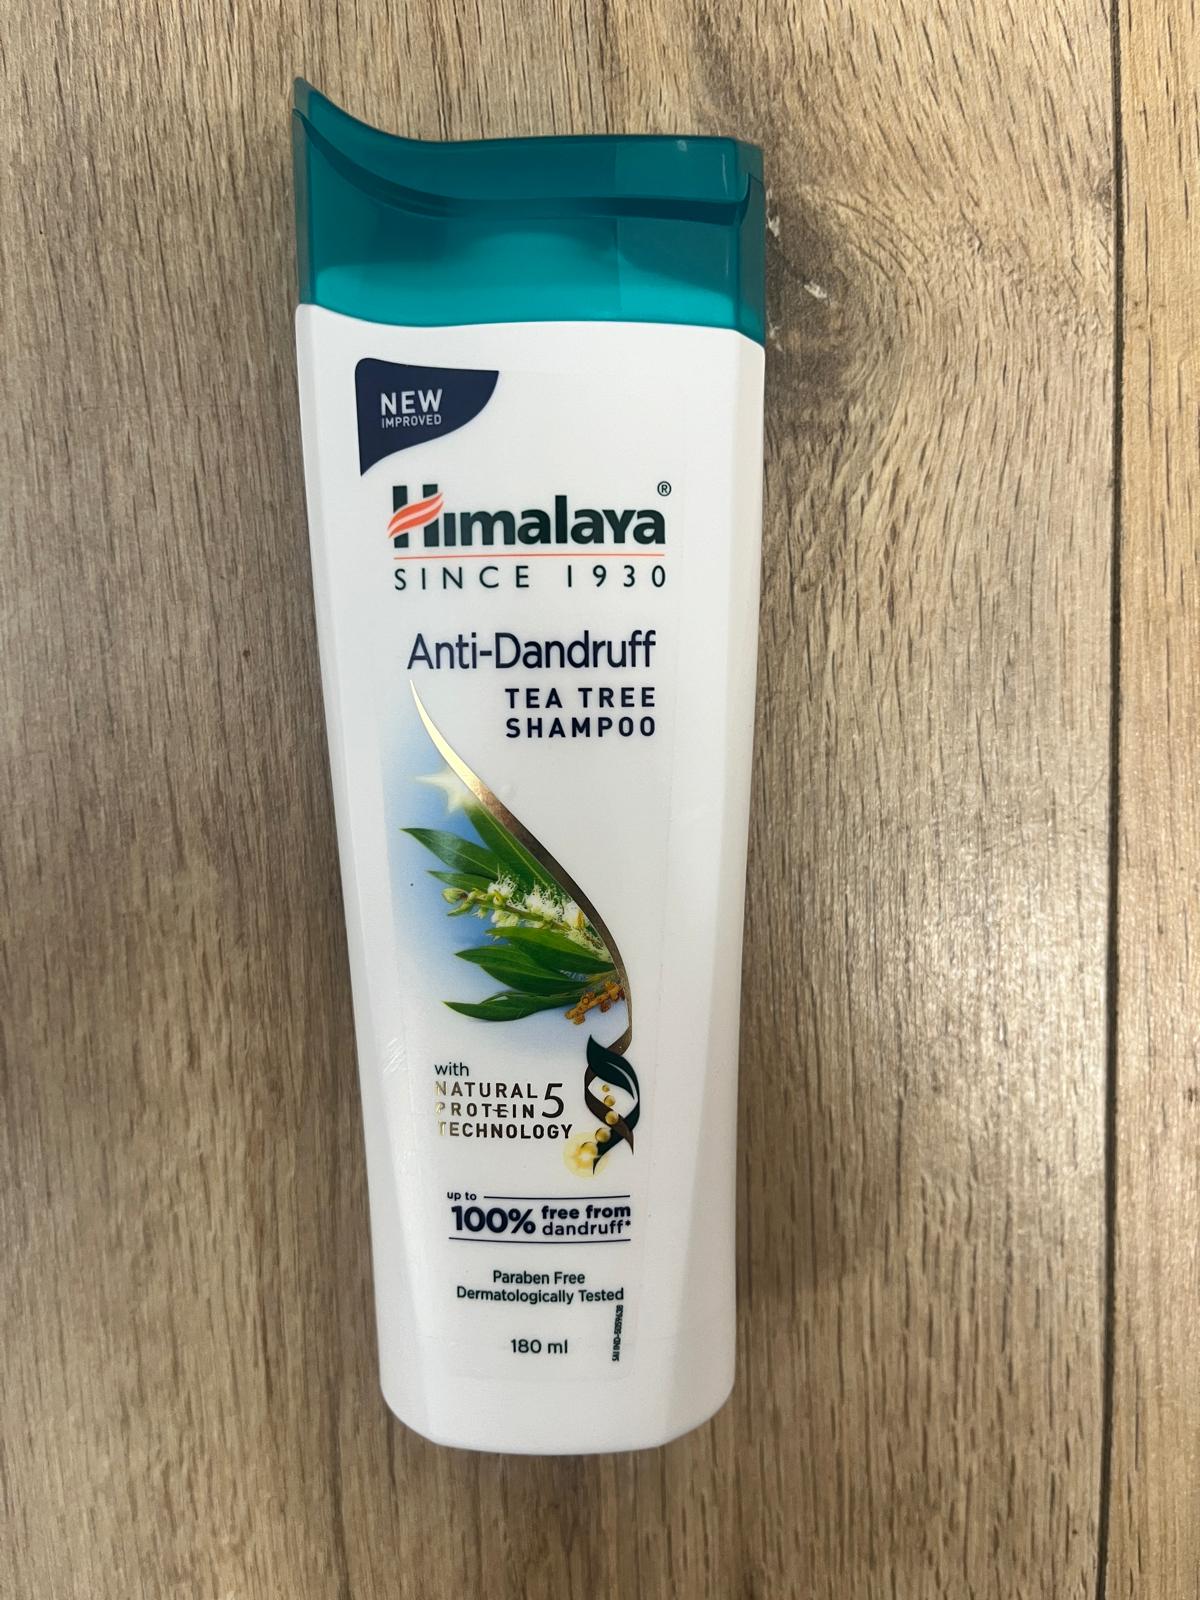 NEW
IMPROVED
Himalaya®
SINCE 1930
Anti-Dandruff
TEA TREE
SHAMPOO
with
NATURAL
PROTEIN 5
TECHNOLOGY
up to
100% free from
dandruff*
Paraben Free
Dermatologically Tested
180 ml